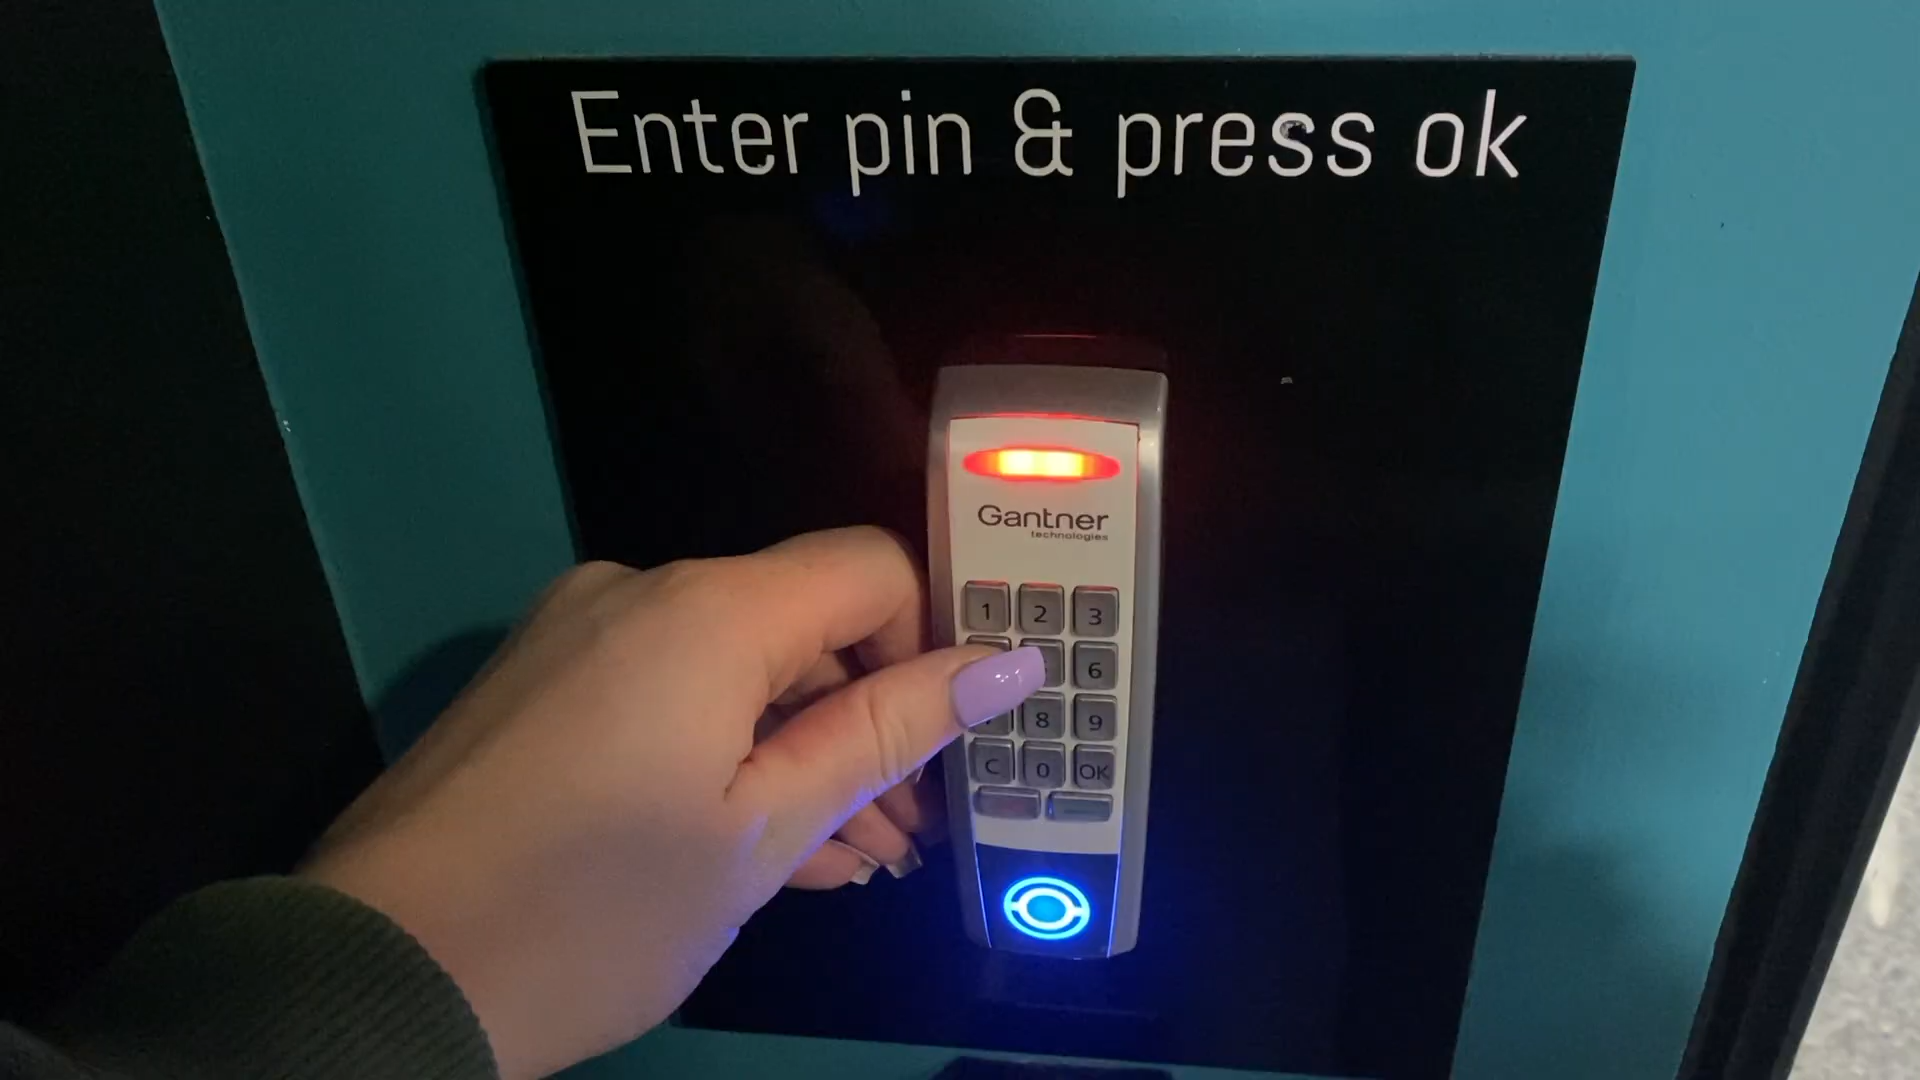 Enter pin & press ok
Gantner
technologies
1 2 3
6
8 9
C 0 OK